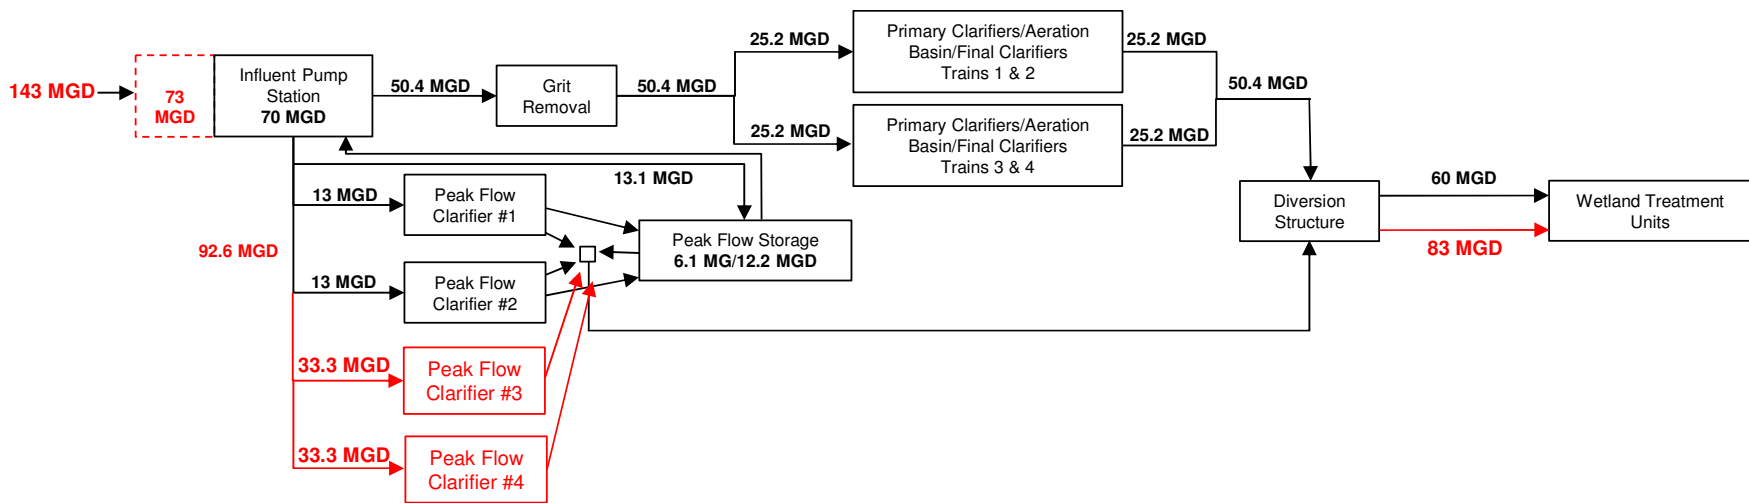 143 MGD
73
MGD
Influent Pump
Station
70 MGD
50.4 MGD
Grit
Removal
50.4 MGD
25.2 MGD
Primary Clarifiers/Aeration
Basin/Final Clarifiers
Trains 1 & 2
25.2 MGD
25.2 MGD
Primary Clarifiers/Aeration
Basin/Final Clarifiers
Trains 3 & 4
25.2 MGD
50.4 MGD
13.1 MGD
13 MGD
Peak Flow
Clarifier #1
92.6 MGD
Peak Flow Storage
6.1 MG/12.2 MGD
13 MGD
Peak Flow
Clarifier #2
33.3 MGD
Peak Flow
Clarifier #3
33.3 MGD
Peak Flow
Clarifier #4
Diversion
Structure
60 MGD
83 MGD
Wetland Treatment
Units